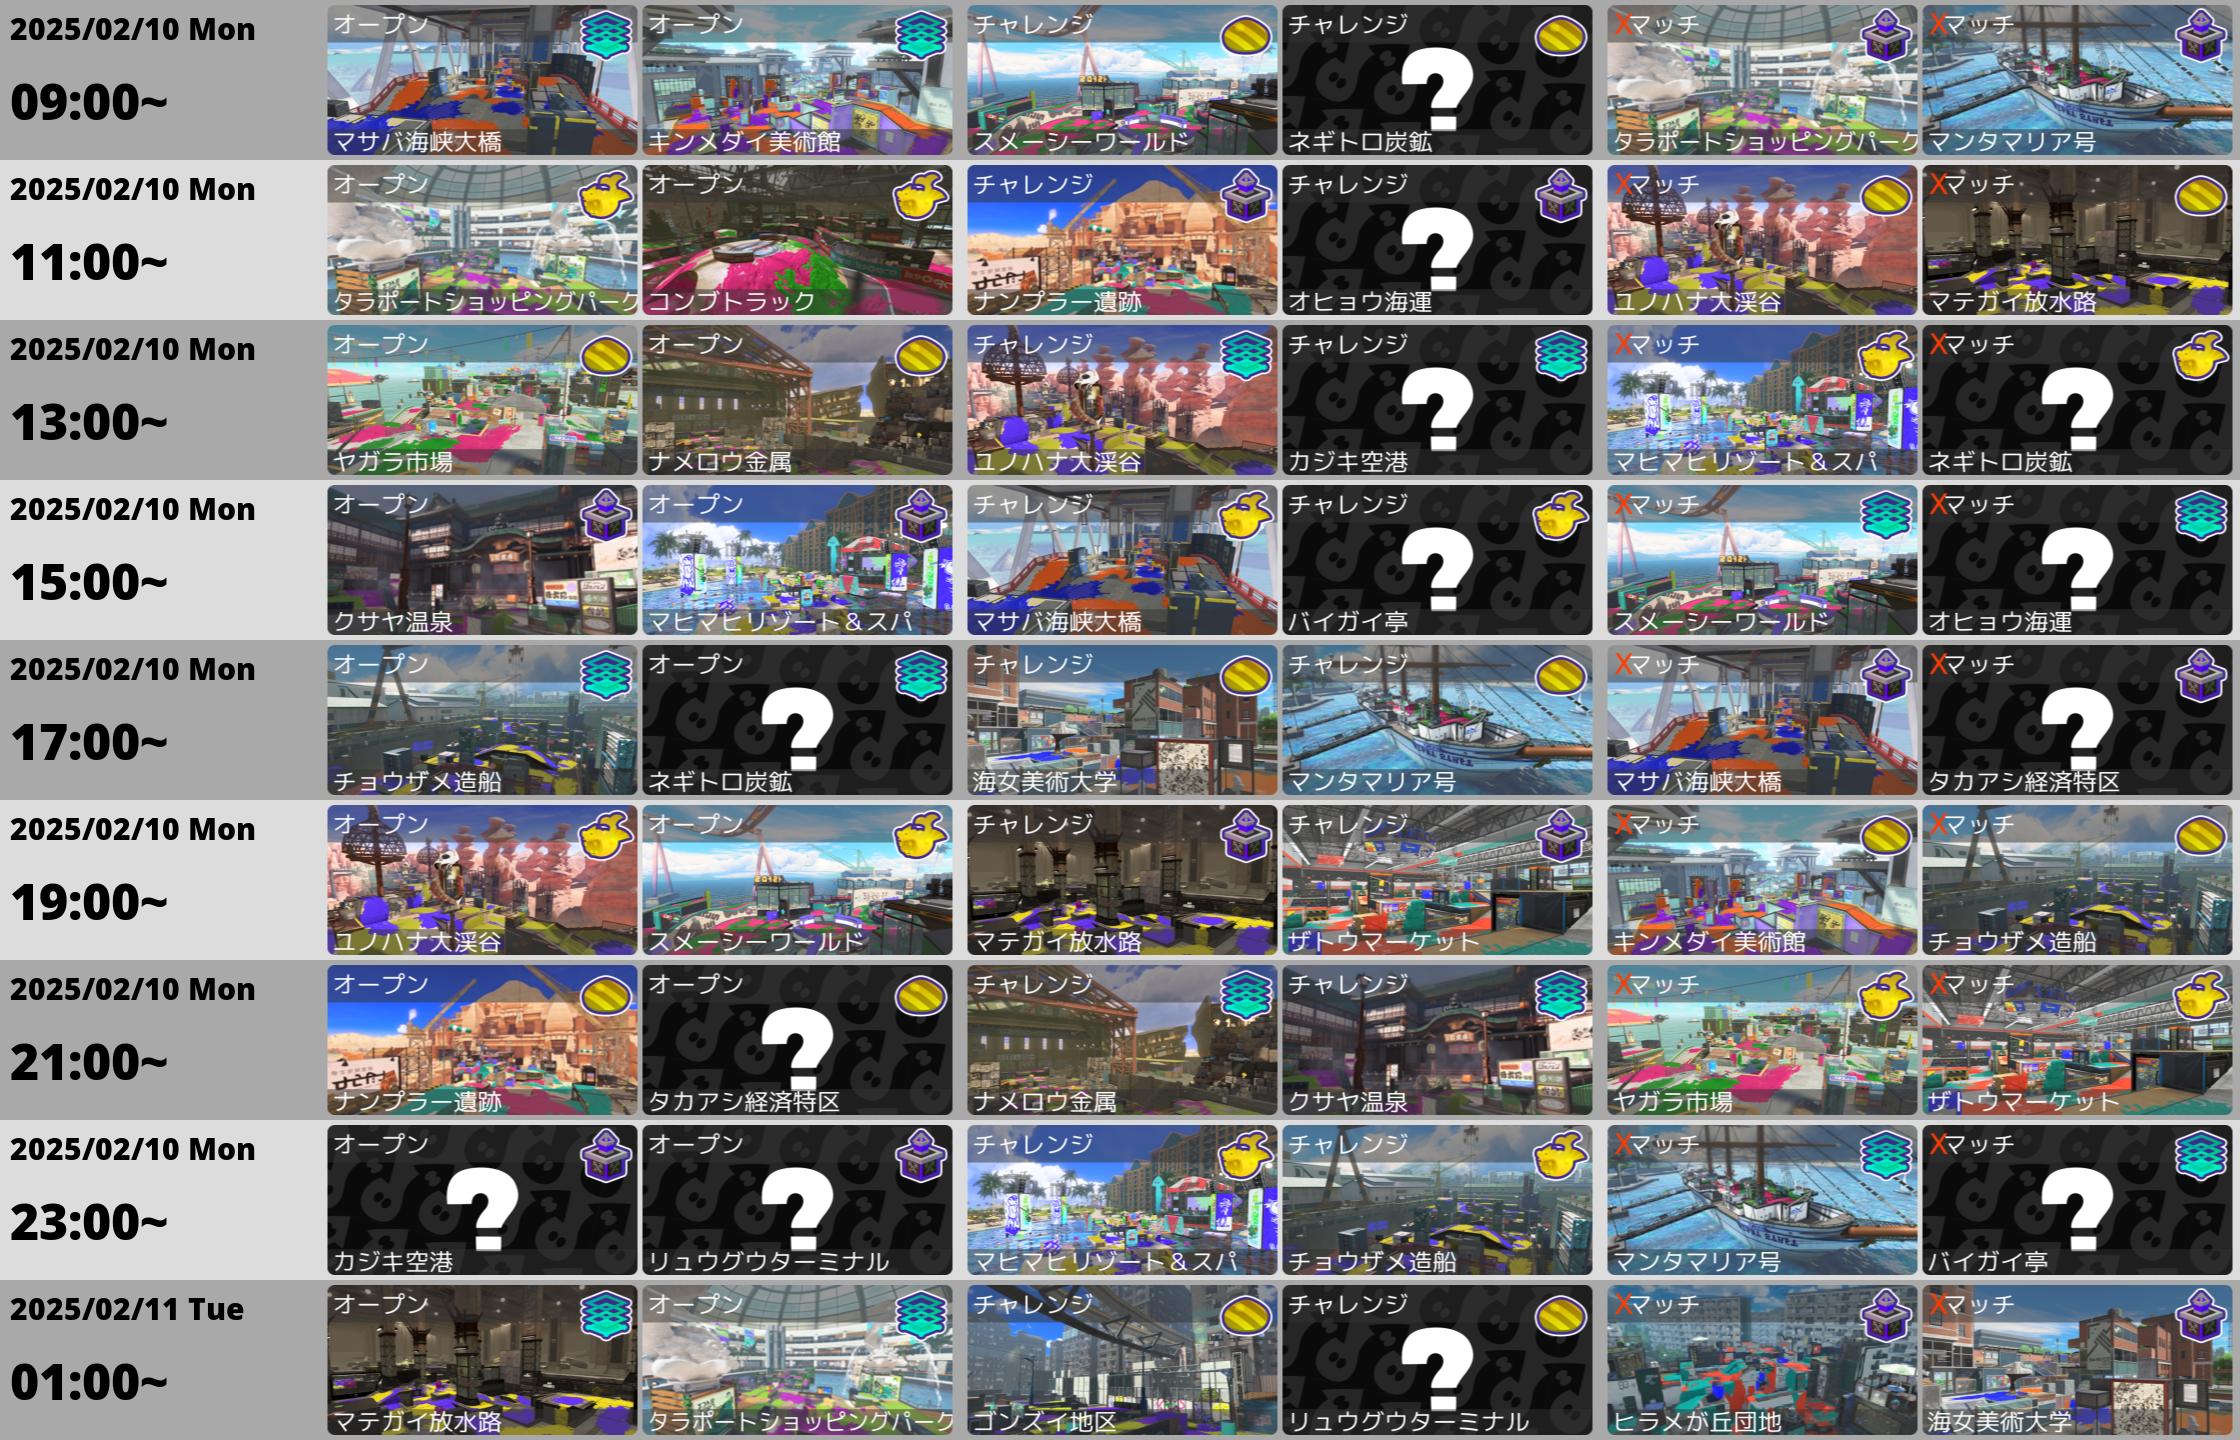 2025/02/10 Mon
09:00~
オープン
マサバ海峡大橋
オープン
キンメダイ美術館
チャレンジ
スメーシーワールド
チャレンジ
ネギトロ炭鉱
Xマッチ
タラポートショッピングパーク
Xマッチ
マンタマリア号
2025/02/10 Mon
11:00~
オープン
タラポートショッピングパーク
オープン
コンブトラック
チャレンジ
ナンプラー遺跡
チャレンジ
オヒョウ海運
Xマッチ
ユノハナ大渓谷
Xマッチ
マテガイ放水路
2025/02/10 Mon
13:00~
オープン
ヤガラ市場
オープン
ナメロウ金属
チャレンジ
ユノハナ大渓谷
チャレンジ
カジキ空港
Xマッチ
マヒマヒリゾート＆スパ
Xマッチ
ネギトロ炭鉱
2025/02/10 Mon
15:00~
オープン
クサヤ温泉
オープン
マヒマヒリゾート＆スパ
チャレンジ
マサバ海峡大橋
チャレンジ
バイガイ亭
Xマッチ
スメーシーワールド
Xマッチ
オヒョウ海運
2025/02/10 Mon
17:00~
オープン
チョウザメ造船
オープン
ネギトロ炭鉱
チャレンジ
海女美術大学
チャレンジ
マンタマリア号
Xマッチ
マサバ海峡大橋
Xマッチ
タカアシ経済特区
2025/02/10 Mon
19:00~
オープン
ユノハナ大渓谷
オープン
スメーシーワールド
チャレンジ
マテガイ放水路
チャレンジ
ザトウマーケット
Xマッチ
キンメダイ美術館
Xマッチ
チョウザメ造船
2025/02/10 Mon
21:00~
オープン
ナンプラー遺跡
オープン
タカアシ経済特区
チャレンジ
ナメロウ金属
チャレンジ
クサヤ温泉
Xマッチ
ヤガラ市場
Xマッチ
ザトウマーケット
2025/02/10 Mon
23:00~
オープン
カジキ空港
オープン
リュウグウターミナル
チャレンジ
マヒマヒリゾート＆スパ
チャレンジ
チョウザメ造船
Xマッチ
マンタマリア号
Xマッチ
バイガイ亭
2025/02/11 Tue
01:00~
オープン
マテガイ放水路
オープン
タラポートショッピングパーク
チャレンジ
ゴンズイ地区
チャレンジ
リュウグウターミナル
Xマッチ
ヒラメが丘団地
Xマッチ
海女美術大学